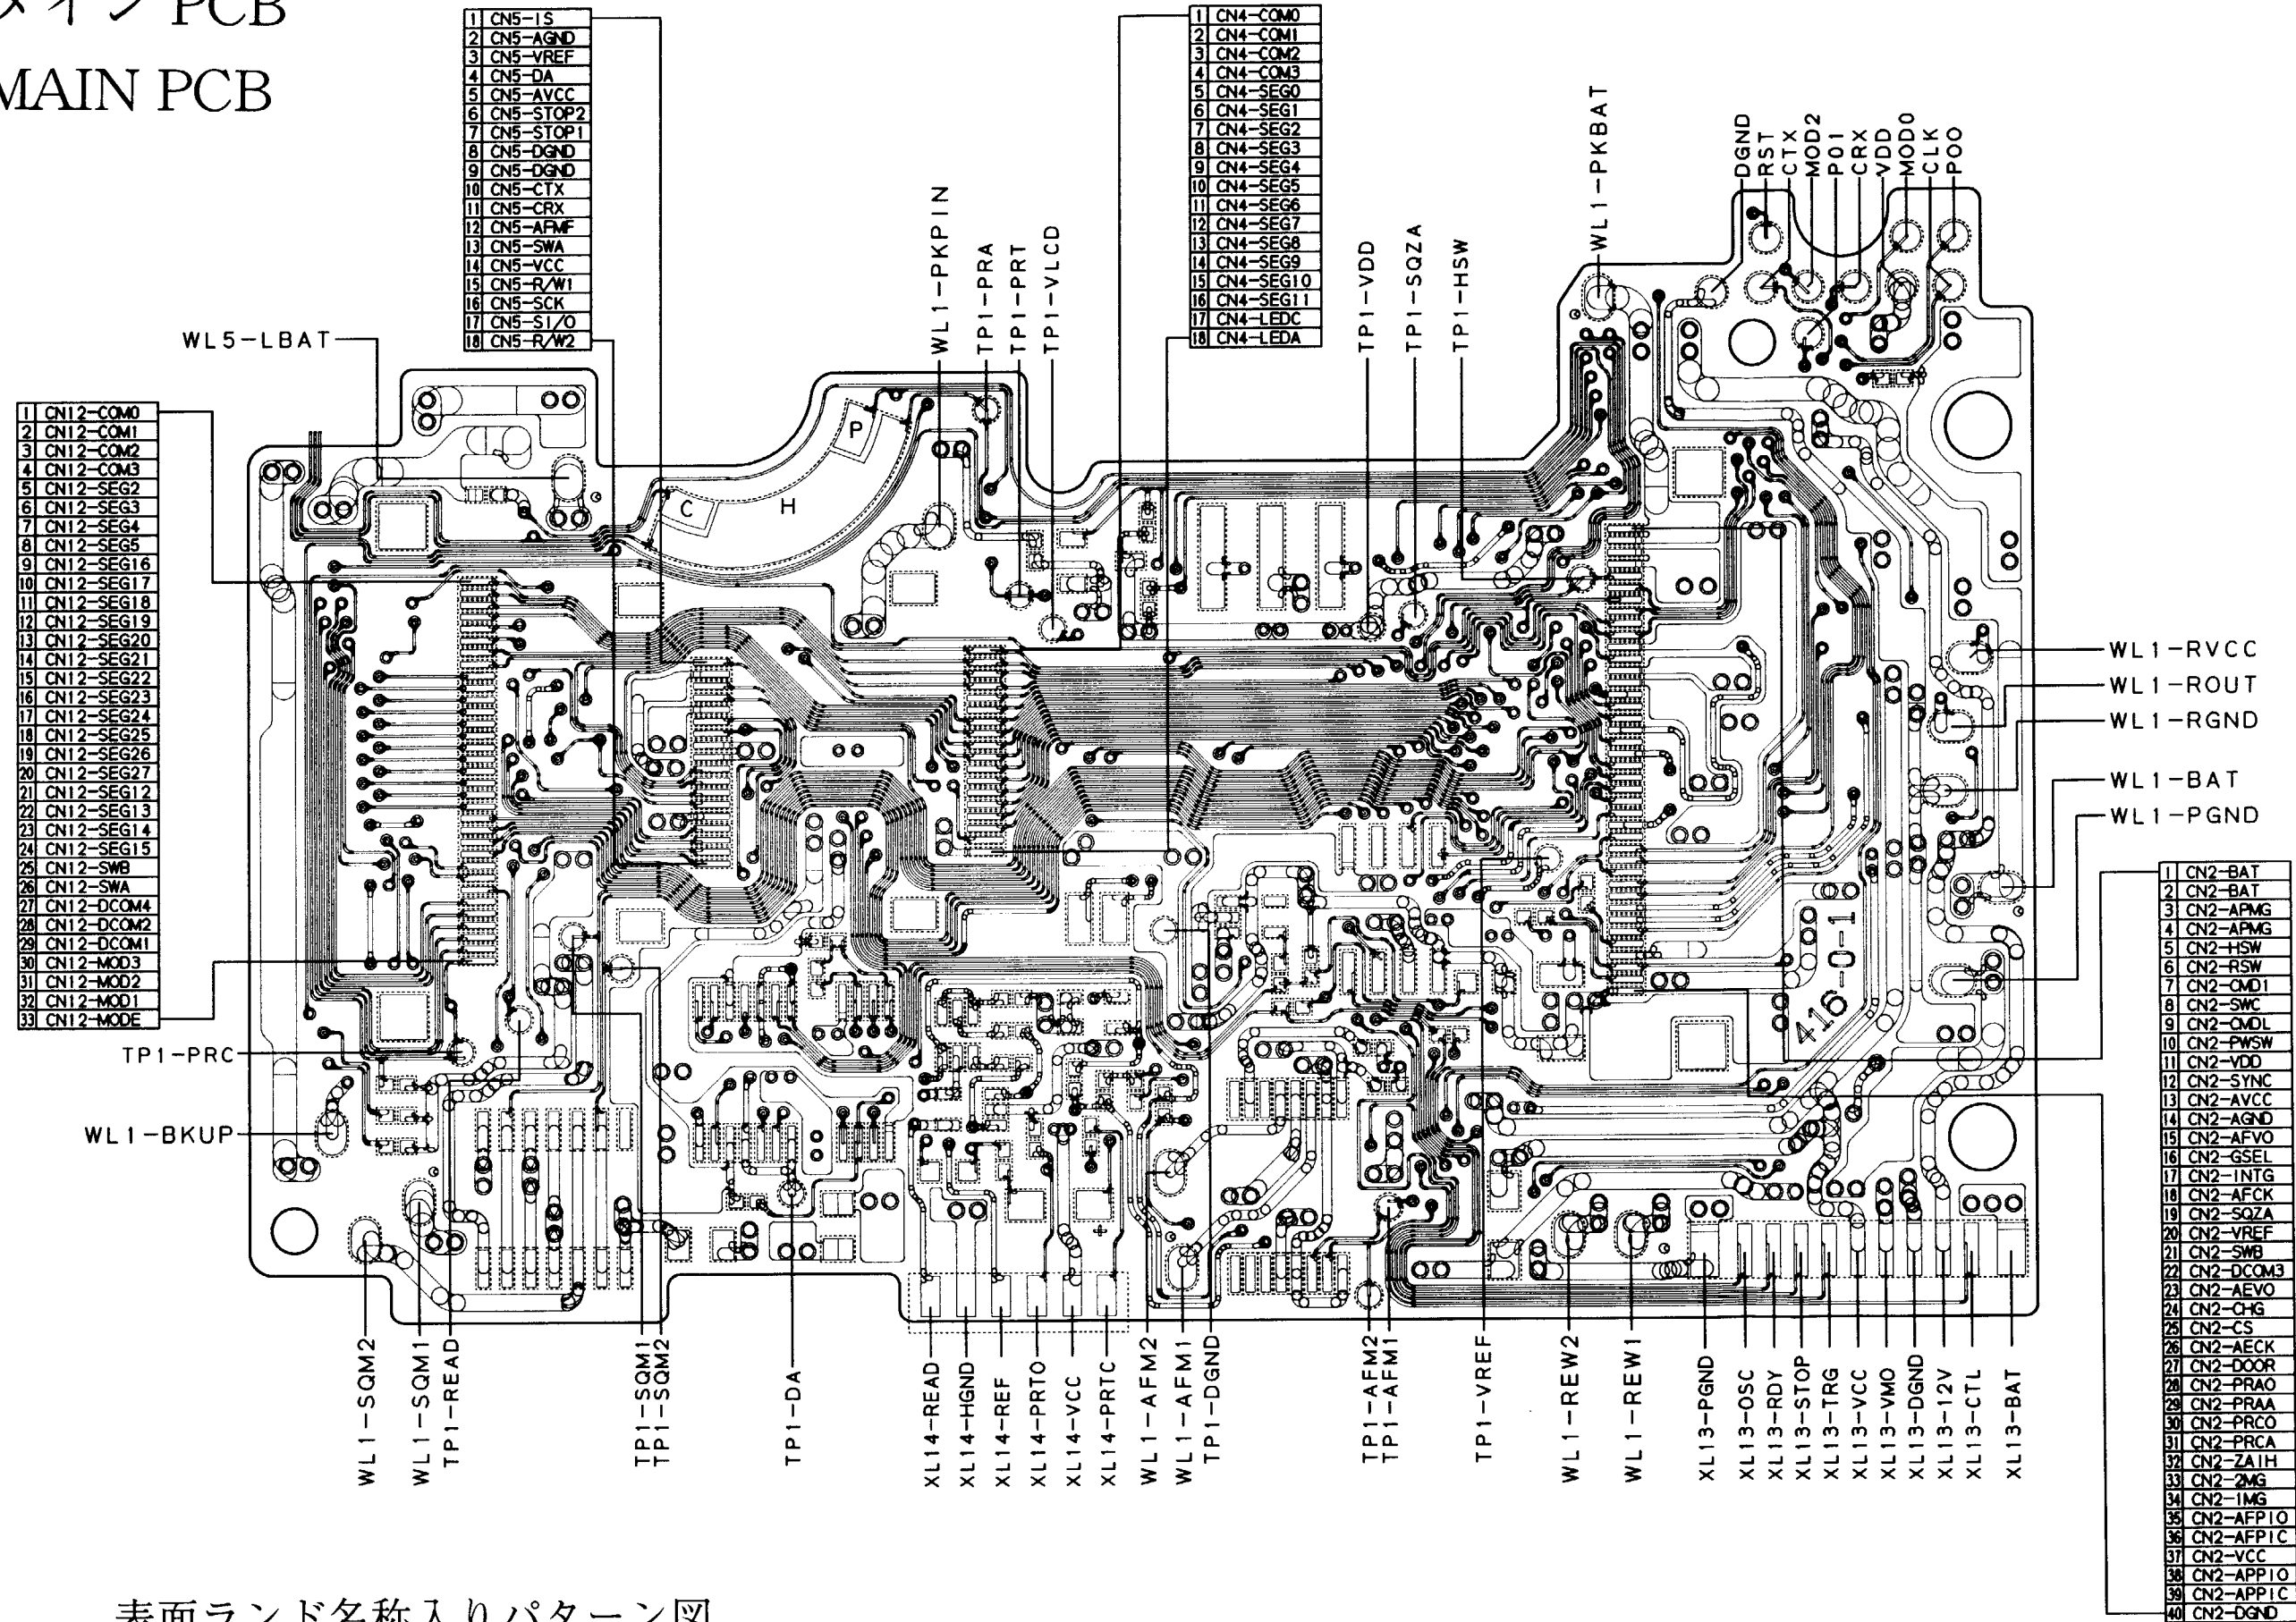 メインPCB
MAIN PCB
1 CN5-IS
2 CN5-AGND
3 CN5-VREF
4 CN5-DA
5 CN5-AVCC
6 CN5-STOP2
7 CN5-STOP1
8 CN5-DGND
9 CN5-DGND
10 CN5-CTX
11 CN5-CRX
12 CN5-AFMF
13 CN5-SWA
14 CN5-VCC
15 CN5-R/W1
16 CN5-SCK
17 CN5-SI/O
18 CN5-R/W2
1 CN4-COM0
2 CN4-COM1
3 CN4-COM2
4 CN4-COM3
5 CN4-SEG0
6 CN4-SEG1
7 CN4-SEG2
8 CN4-SEG3
9 CN4-SEG4
10 CN4-SEG5
11 CN4-SEG6
12 CN4-SEG7
13 CN4-SEG8
14 CN4-SEG9
15 CN4-SEG10
16 CN4-SEG11
17 CN4-LEDC
18 CN4-LEDA
WL1-PKPIN
TP1-PRA
TP1-PRT
TP1-VLCD
TP1-VDD
TP1-SQZA
TP1-HSW
WL1-PKBAT
DGND
RST
CTX
MOD2
P01
CRX
VDD
MOD0
CLK
P00
WL5-LBAT
1 CN12-COM0
2 CN12-COM1
3 CN12-COM2
4 CN12-COM3
5 CN12-SEG2
6 CN12-SEG3
7 CN12-SEG4
8 CN12-SEG5
9 CN12-SEG16
10 CN12-SEG17
11 CN12-SEG18
12 CN12-SEG19
13 CN12-SEG20
14 CN12-SEG21
15 CN12-SEG22
16 CN12-SEG23
17 CN12-SEG24
18 CN12-SEG25
19 CN12-SEG26
20 CN12-SEG27
21 CN12-SEG12
22 CN12-SEG13
23 CN12-SEG14
24 CN12-SEG15
25 CN12-SWB
26 CN12-SWA
27 CN12-DCOM4
28 CN12-DCOM2
29 CN12-DCOM1
30 CN12-MOD3
31 CN12-MOD2
32 CN12-MOD1
33 CN12-MODE
P
C
H
WL1-RVCC
WL1-ROUT
WL1-RGND
WL1-BAT
WL1-PGND
416-0-1
TP1-PRC
WL1-BKUP
1 CN2-BAT
2 CN2-BAT
3 CN2-APMG
4 CN2-APMG
5 CN2-HSW
6 CN2-RSW
7 CN2-CMD1
8 CN2-SWC
9 CN2-CMDL
10 CN2-PWSW
11 CN2-VDD
12 CN2-SYNC
13 CN2-AVCC
14 CN2-AGND
15 CN2-AFVO
16 CN2-GSEL
17 CN2-INTG
18 CN2-AFCK
19 CN2-SQZA
20 CN2-VREF
21 CN2-SWB
22 CN2-DCOM3
23 CN2-AEVO
24 CN2-CHG
25 CN2-CS
26 CN2-AECK
27 CN2-DOOR
28 CN2-PRAO
29 CN2-PRAA
30 CN2-PRCO
31 CN2-PRCA
32 CN2-ZAIH
33 CN2-2MG
34 CN2-1MG
35 CN2-AFPIO
36 CN2-AFPIC
37 CN2-VCC
38 CN2-APPIO
39 CN2-APPIC
40 CN2-DGND
WL1-SQM2
WL1-SQM1
TP1-READ
TP1-SQM1
TP1-SQM2
TP1-DA
XL14-READ
XL14-HGND
XL14-REF
XL14-PRTO
XL14-VCC
XL14-PRTC
WL1-AFM2
WL1-AFM1
TP1-DGND
TP1-AFM2
TP1-AFM1
TP1-VREF
WL1-REW2
WL1-REW1
XL13-PGND
XL13-OSC
XL13-RDY
XL13-STOP
XL13-TRG
XL13-VCC
XL13-VMO
XL13-DGND
XL13-12V
XL13-CTL
XL13-BAT
表面ランド名称入りパターン図